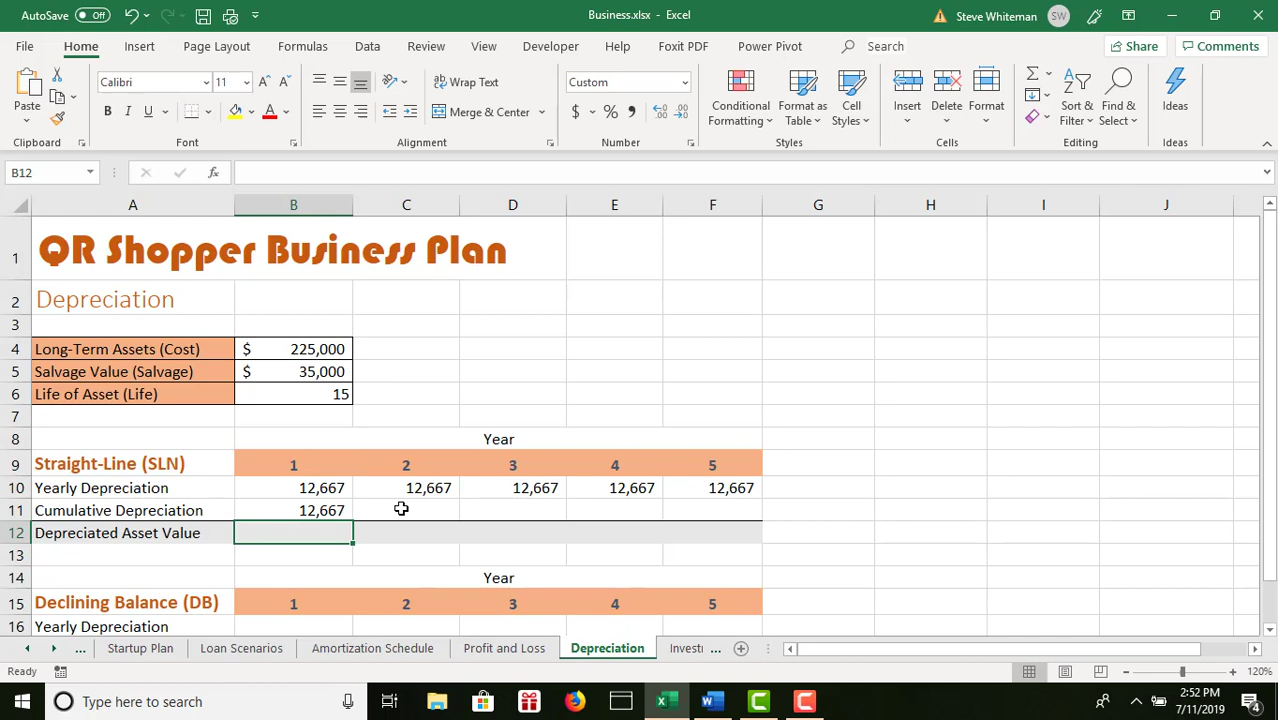 AutoSave Off
Business.xlsx - Excel
Steve Whiteman SW
File Home Insert Page Layout Formulas Data Review View Developer Help Foxit PDF Power Pivot Search Share Comments
Paste
Calibri 11
B I U A
Wrap Text
Merge & Center
Custom
$ % ,
Conditional Formatting
Format as Table
Cell Styles
Insert
Delete
Format
Sort & Filter
Find & Select
Ideas
Clipboard Font Alignment Number Styles Cells Editing Ideas
B12 fx
A B C D E F G H I J
1 QR Shopper Business Plan
2 Depreciation
3
4 Long-Term Assets (Cost) $ 225,000
5 Salvage Value (Salvage) $ 35,000
6 Life of Asset (Life) 15
7
8 Year
9 Straight-Line (SLN) 1 2 3 4 5
10 Yearly Depreciation 12,667 12,667 12,667 12,667 12,667
11 Cumulative Depreciation 12,667
12 Depreciated Asset Value
13
14 Year
15 Declining Balance (DB) 1 2 3 4 5
16 Yearly Depreciation
... Startup Plan Loan Scenarios Amortization Schedule Profit and Loss Depreciation Investi ...
Ready 120%
Type here to search
2:52 PM
7/11/2019
4